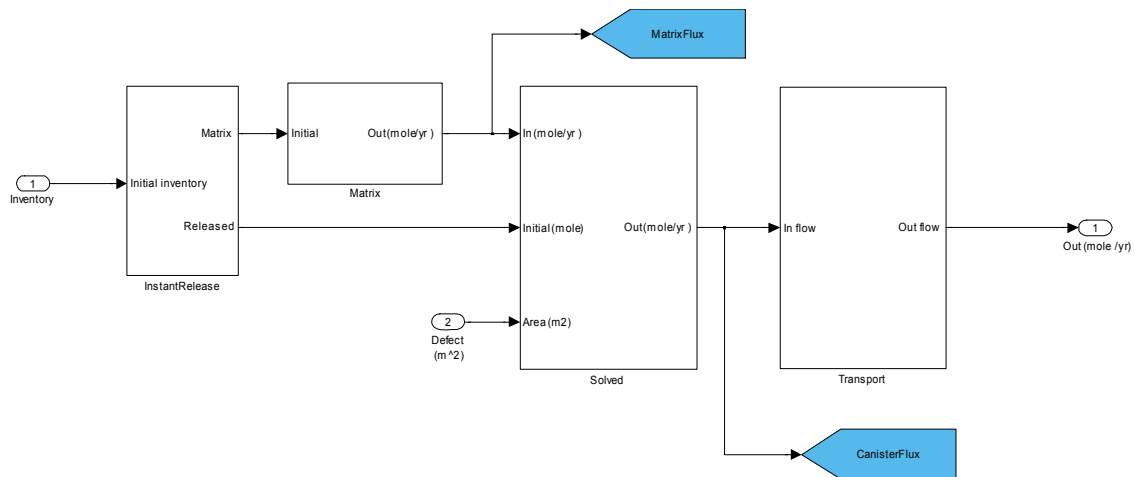 MatrixFlux
Matrix
Initial
Out(mole/yr )
In(mole/yr )
1
Initial inventory
Matrix
Inventory
Released
Initial(mole)
Out(mole/yr )
In flow
Out flow
1
Out (mole /yr)
InstantRelease
2
Area(m2)
Defect
(m^2)
Solved
Transport
CanisterFlux